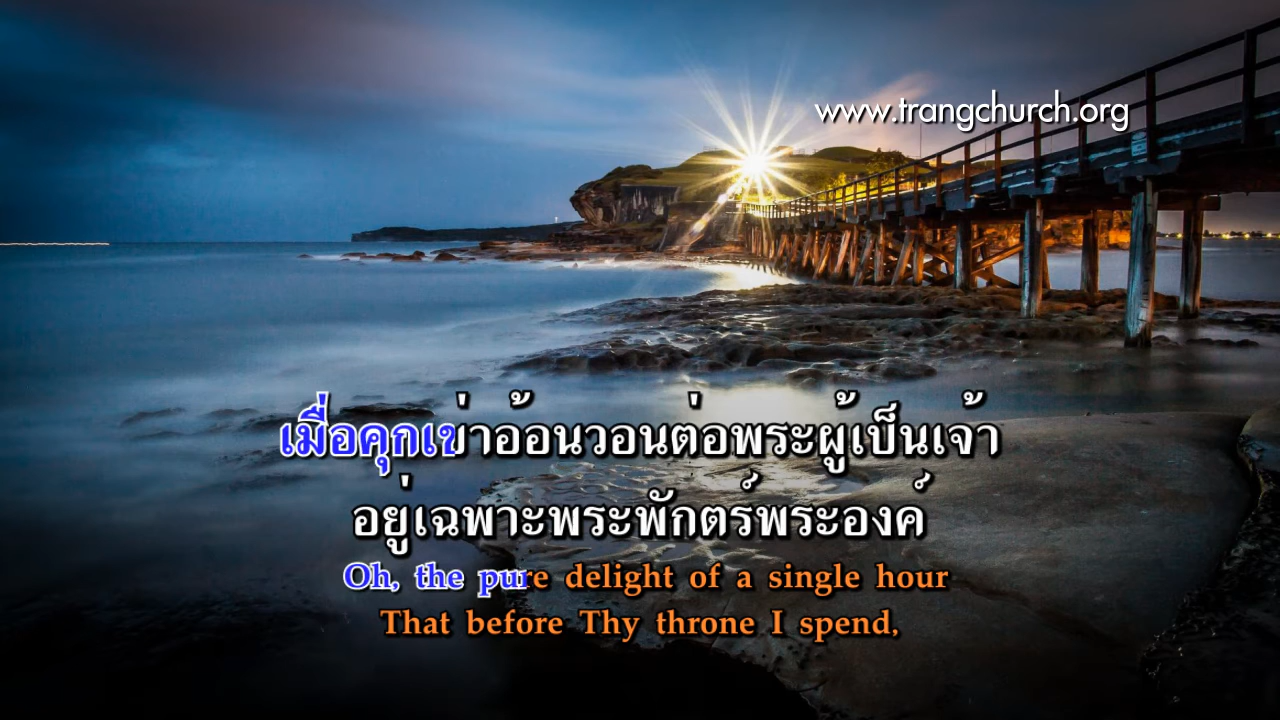 www.trangchurch.org
เมื่อคุกเข่าอ้อนวอนต่อพระผู้เป็นเจ้า
อยู่เฉพาะพระพักตร์พระองค์
Oh, the pure delight of a single hour
That before Thy throne I spend,